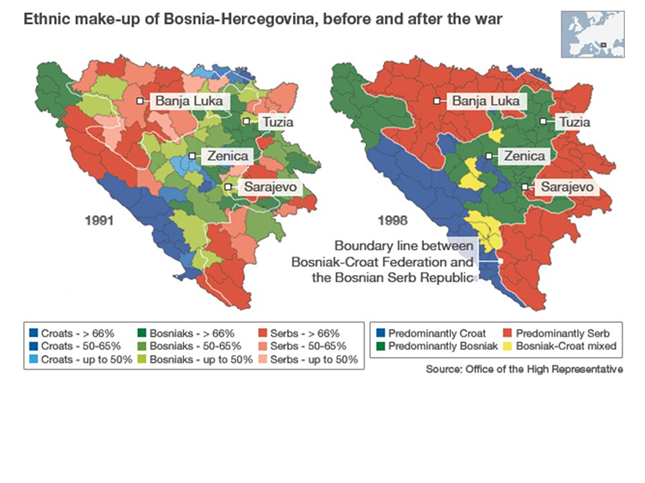 Ethnic make-up of Bosnia-Hercegovina, before and after the war
Banja Luka
Tuzia
Zenica
Sarajevo
1991
Banja Luka
Tuzia
Zenica
Sarajevo
1998
Boundary line between
Bosniak-Croat Federation and
the Bosnian Serb Republic
Croats - > 66% Bosniaks - > 66% Serbs - > 66%
Croats - 50-65% Bosniaks - 50-65% Serbs - 50-65%
Croats - up to 50% Bosniaks - up to 50% Serbs - up to 50%
Predominantly Croat Predominantly Serb
Predominantly Bosniak Bosniak-Croat mixed
Source: Office of the High Representative